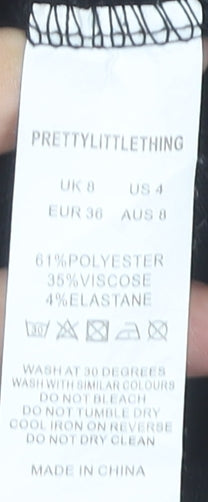 PRETTYLITTLETHING
UK 8 US 4
EUR 36 AUS 8
61%POLYESTER
35%VISCOSE
4%ELASTANE
30
WASH AT 30 DEGREES
WASH WITH SIMILAR COLOURS
DO NOT BLEACH
DO NOT TUMBLE DRY
COOL IRON ON REVERSE
DO NOT DRY CLEAN
MADE IN CHINA